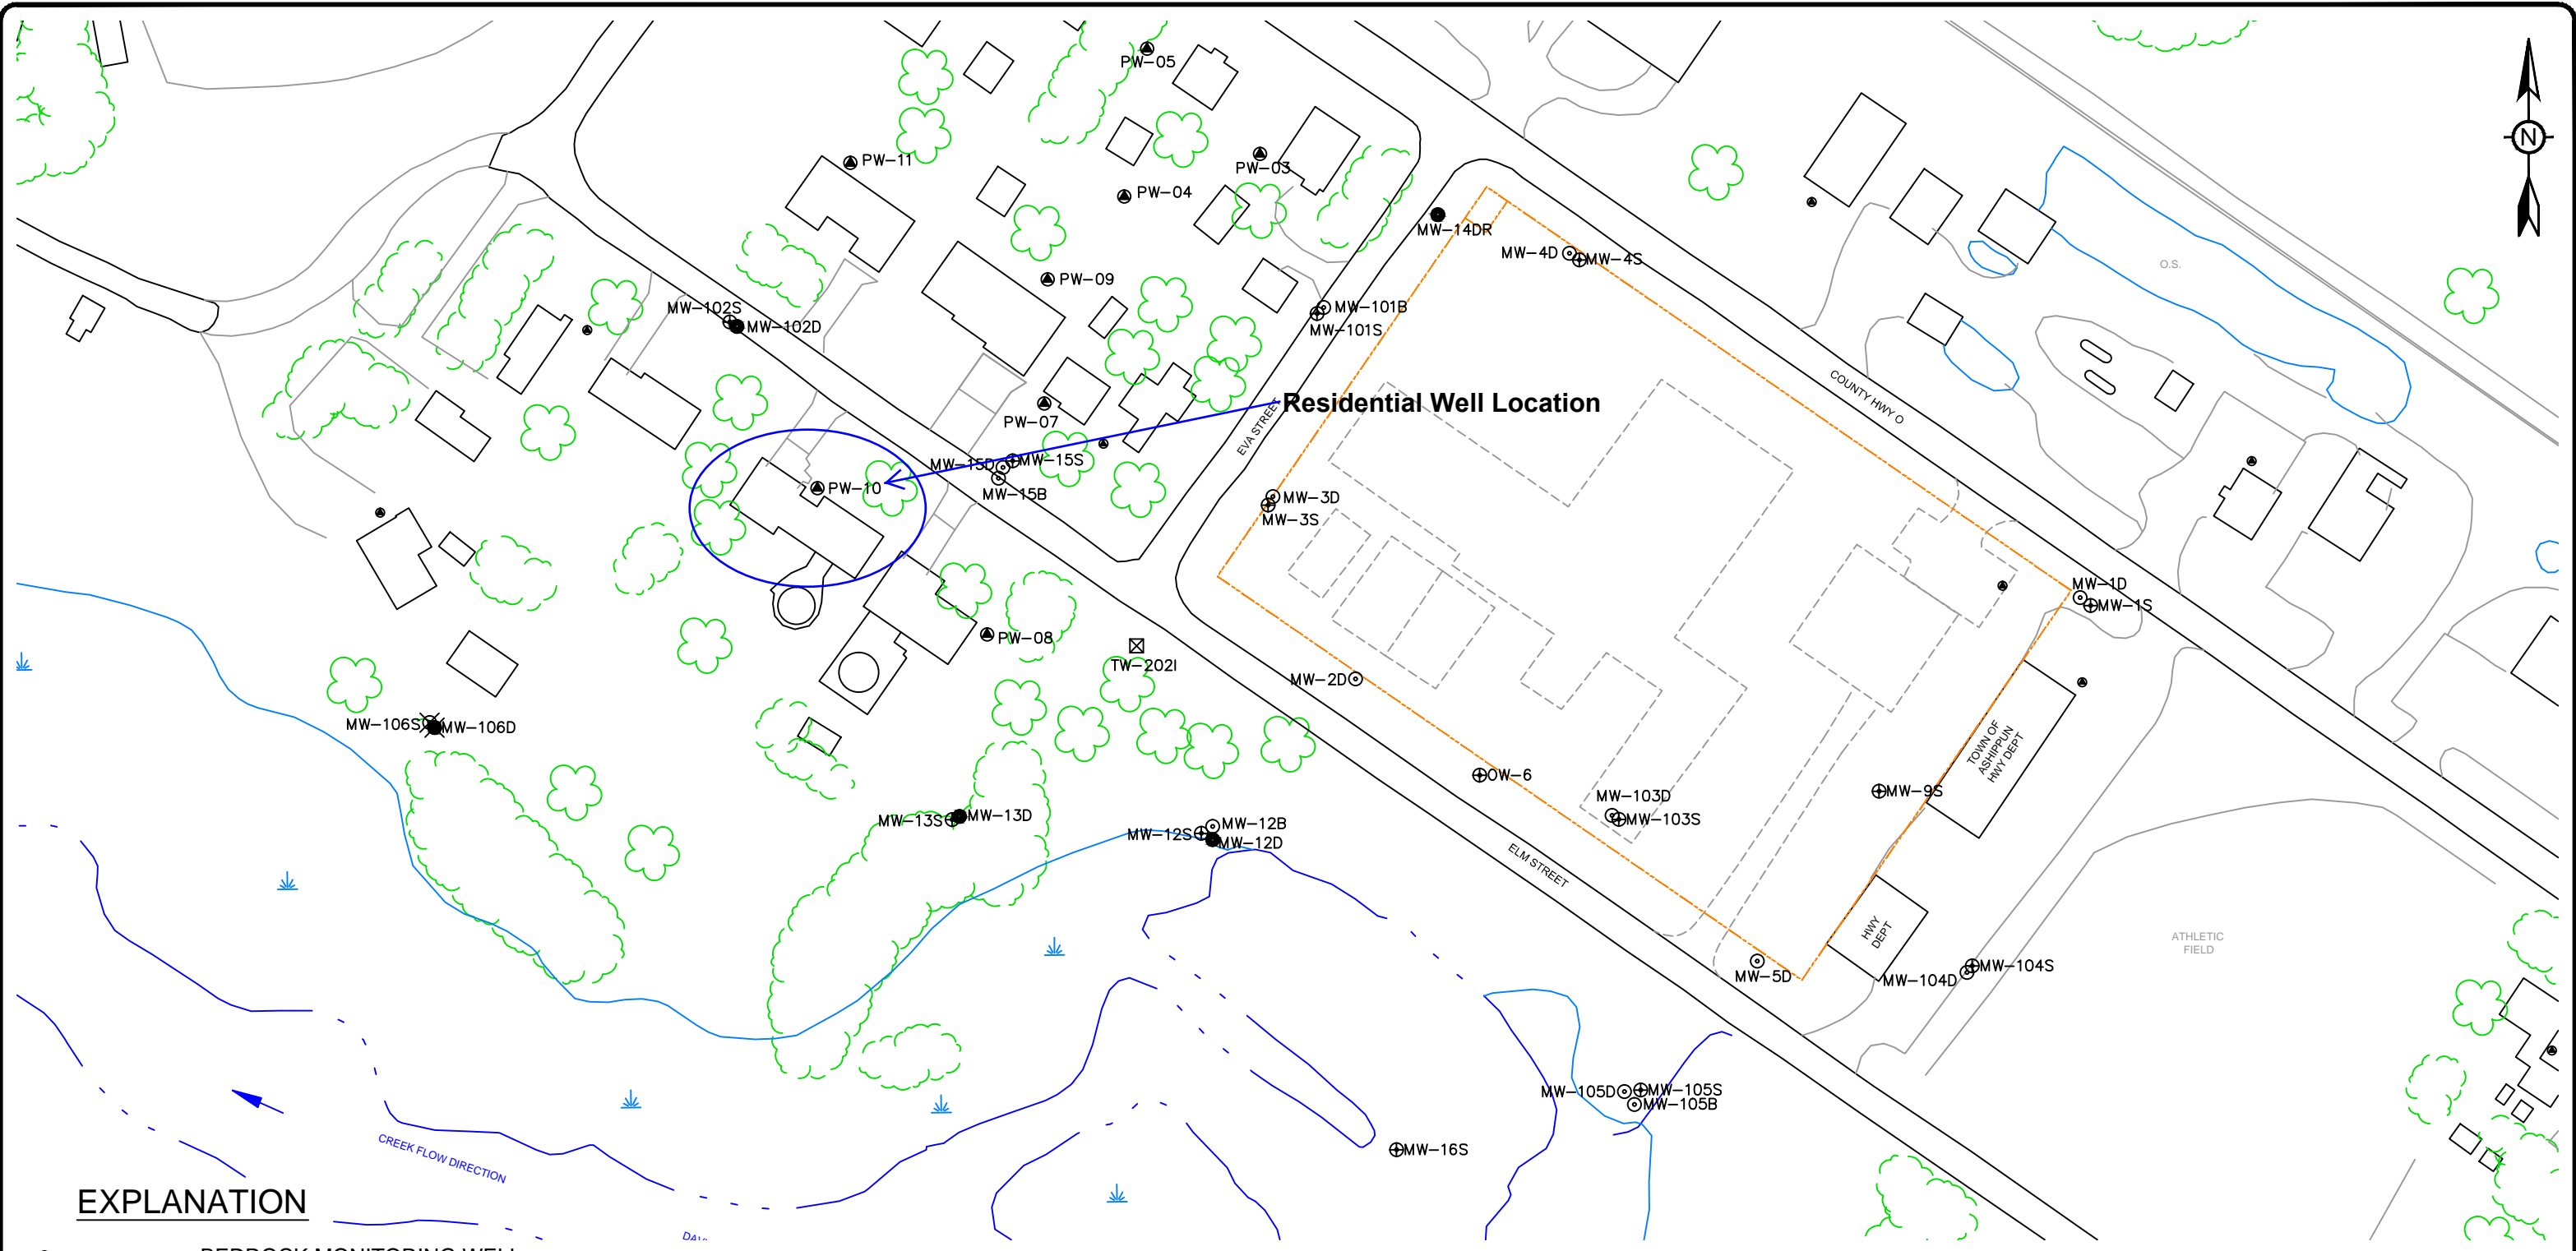 PW-05
N
PW-11
PW-03
PW-04
MW-14DR
MW-4D
MW-4S
O.S.
PW-09
MW-102S
MW-102D
MW-101B
MW-101S
COUNTY HWY O
Residential Well Location
EVA STREET
PW-07
MW-15D
MW-15S
MW-15B
PW-10
MW-3D
MW-3S
MW-1D
MW-1S
PW-08
TW-202I
MW-2D
MW-106S
MW-106D
TOWN OF
ASHIPPUN
HWY DEPT
OW-6
MW-9S
MW-103D
MW-103S
MW-13S
MW-13D
MW-12B
MW-12S
MW-12D
ELM STREET
HWY
DEPT
ATHLETIC
FIELD
MW-5D
MW-104S
MW-104D
MW-105D
MW-105S
MW-105B
MW-16S
CREEK FLOW DIRECTION
EXPLANATION
BEDROCK MONITORING WELL